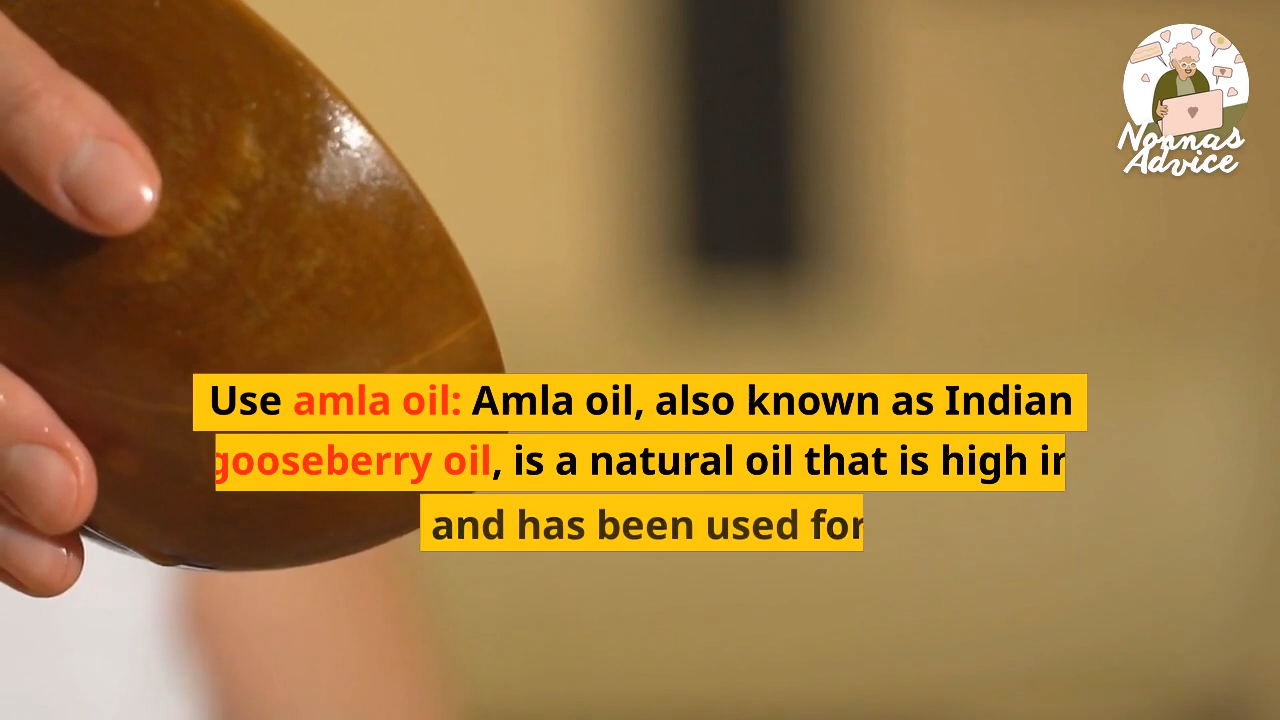 Nonnas
Advice
Use amla oil: Amla oil, also known as Indian
gooseberry oil, is a natural oil that is high in
and has been used for